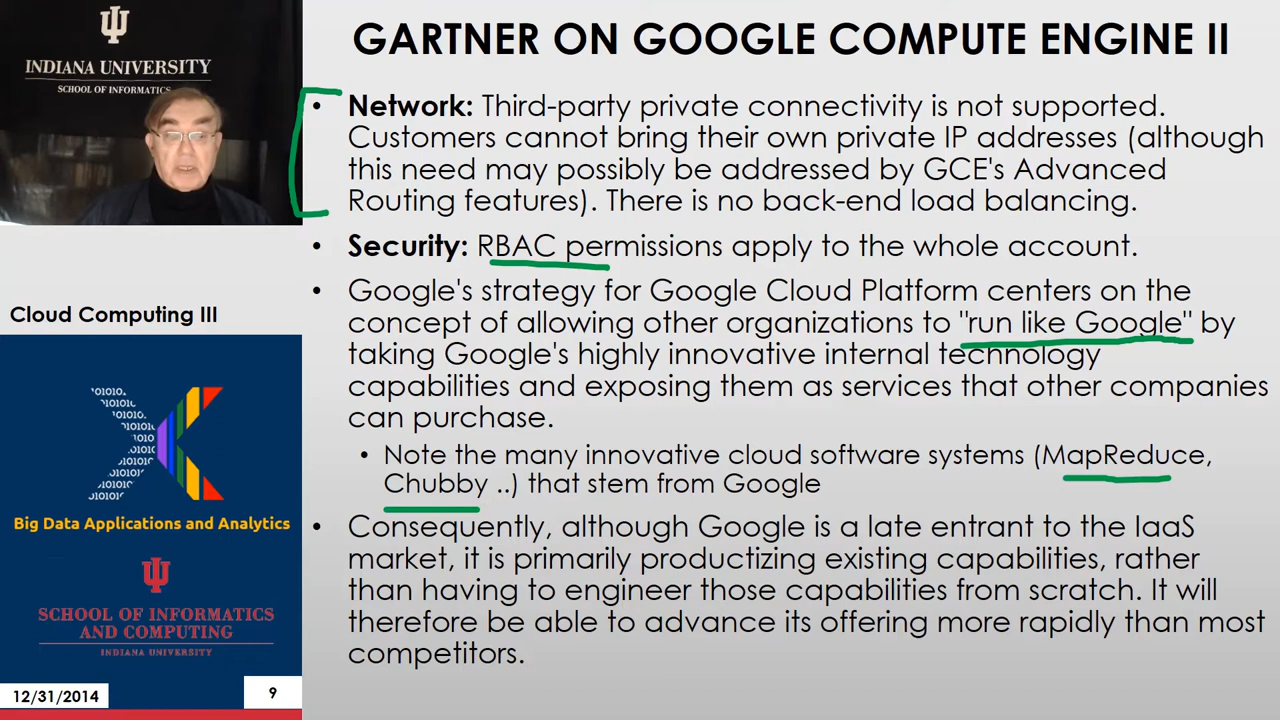 INDIANA UNIVERSITY
SCHOOL OF INFORMATICS
GARTNER ON GOOGLE COMPUTE ENGINE II
• Network: Third-party private connectivity is not supported.
Customers cannot bring their own private IP addresses (although
this need may possibly be addressed by GCE's Advanced
Routing features). There is no back-end load balancing.
• Security: RBAC permissions apply to the whole account.
• Google's strategy for Google Cloud Platform centers on the
concept of allowing other organizations to "run like Google" by
taking Google's highly innovative internal technology
capabilities and exposing them as services that other companies
can purchase.
• Note the many innovative cloud software systems (MapReduce,
Chubby ..) that stem from Google
• Consequently, although Google is a late entrant to the IaaS
market, it is primarily productizing existing capabilities, rather
than having to engineer those capabilities from scratch. It will
therefore be able to advance its offering more rapidly than most
competitors.
Cloud Computing III
Big Data Applications and Analytics
SCHOOL OF INFORMATICS
AND COMPUTING
INDIANA UNIVERSITY
12/31/2014
9